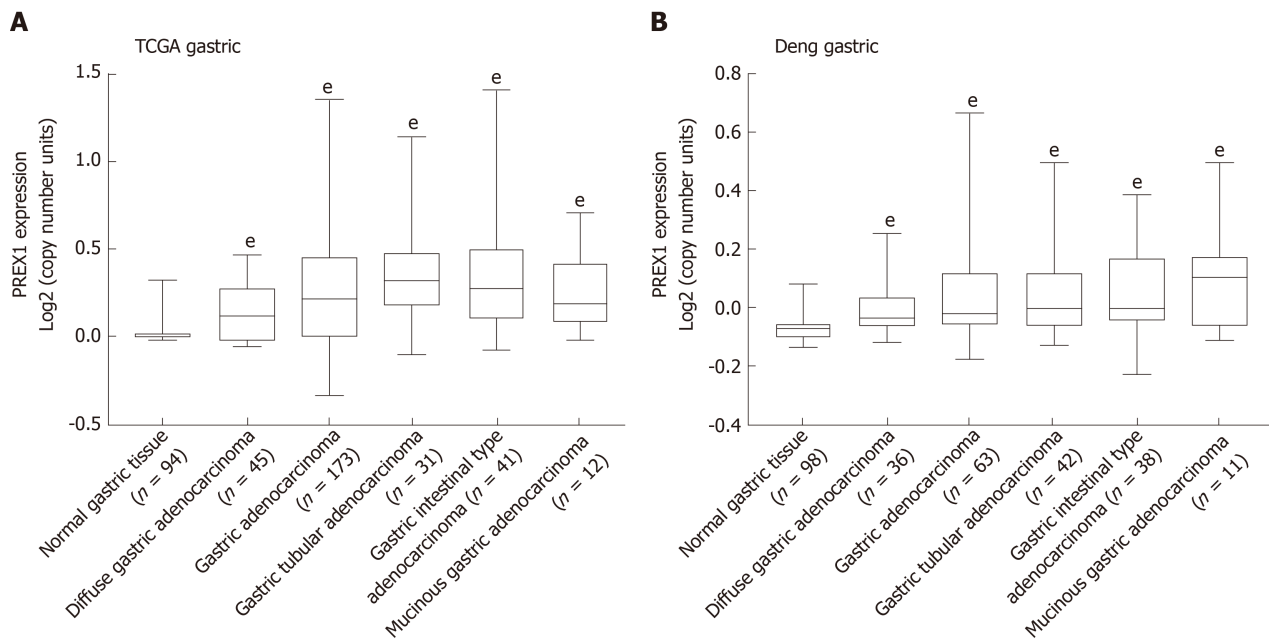 A
TCGA gastric
PREX1 expression
Log2 (copy number units)
1.5
1.0
0.5
0.0
-0.5
e
e
e
e
e
Normal gastric tissue
(n = 94)
Diffuse gastric adenocarcinoma
(n = 45)
Gastric adenocarcinoma
(n = 173)
Gastric tubular adenocarcinoma
(n = 31)
Gastric intestinal type
adenocarcinoma (n = 41)
Mucinous gastric adenocarcinoma
(n = 12)
B
Deng gastric
PREX1 expression
Log2 (copy number units)
0.8
0.6
0.4
0.2
0.0
-0.2
-0.4
e
e
e
e
e
Normal gastric tissue
(n = 98)
Diffuse gastric adenocarcinoma
(n = 36)
Gastric adenocarcinoma
(n = 63)
Gastric tubular adenocarcinoma
(n = 42)
Gastric intestinal type
adenocarcinoma (n = 38)
Mucinous gastric adenocarcinoma
(n = 11)